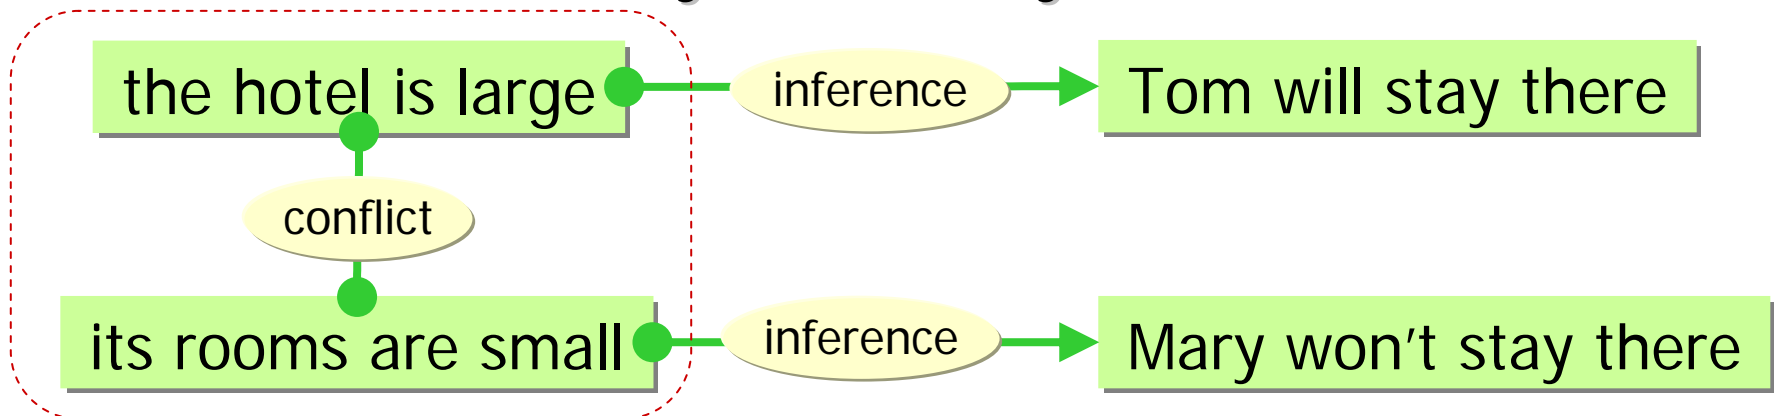 the hotel is large inference Tom will stay there
conflict
its rooms are small inference Mary won't stay there